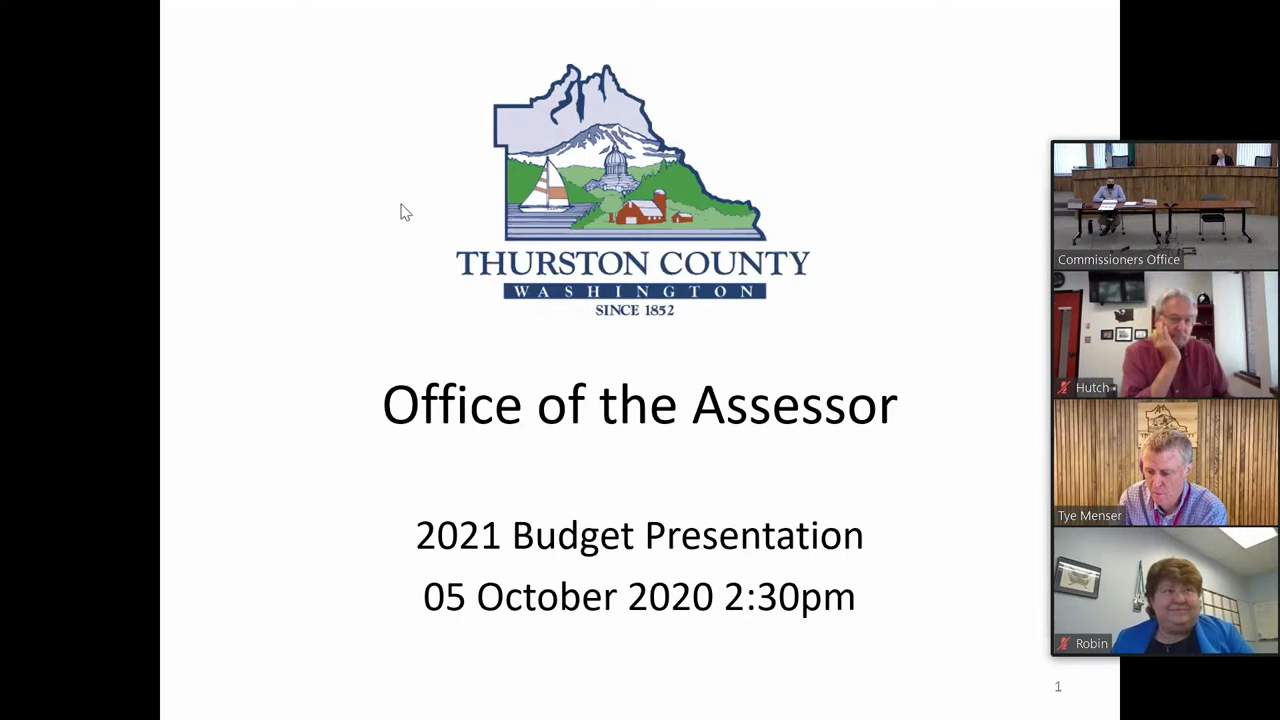 THURSTON COUNTY
WASHINGTON
SINCE 1852
Office of the Assessor
2021 Budget Presentation
05 October 2020 2:30pm
1
Commissioners Office
Hutch
Tye Menser
Robin